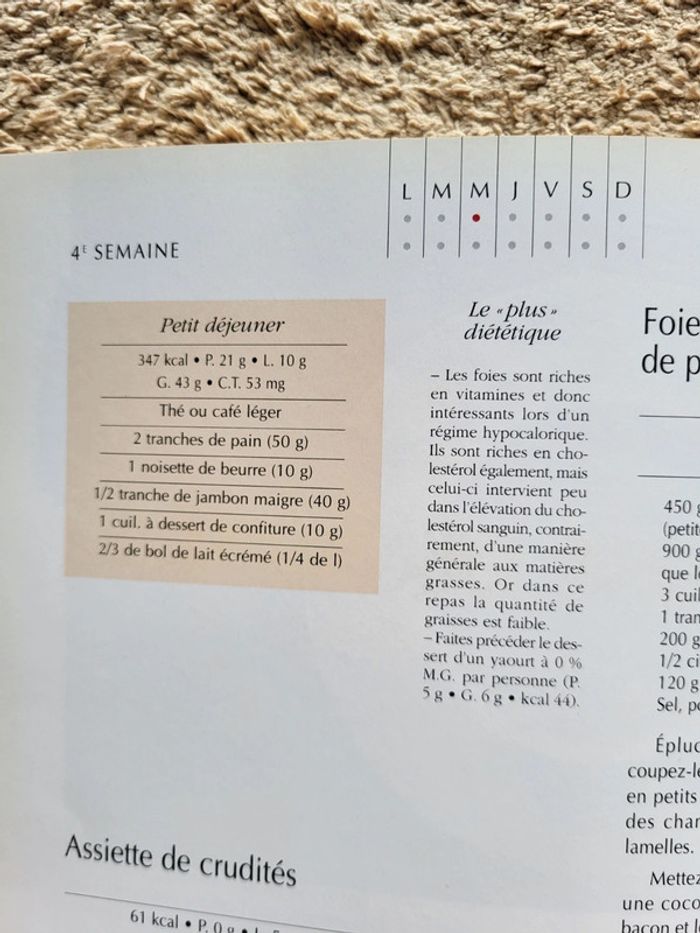 L M M J V S D
4E SEMAINE
Petit déjeuner
347 kcal • P. 21 g • L. 10 g
G. 43 g • C.T. 53 mg
Thé ou café léger
2 tranches de pain (50 g)
1 noisette de beurre (10 g)
1/2 tranche de jambon maigre (40 g)
1 cuil. à dessert de confiture (10 g)
2/3 de bol de lait écrémé (1/4 de l)
Le «plus»
diététique
– Les foies sont riches
en vitamines et donc
intéressants lors d'un
régime hypocalorique.
Ils sont riches en cho-
lestérol également, mais
celui-ci intervient peu
dans l'élévation du cho-
lestérol sanguin, contrai-
rement, d'une manière
générale aux matières
grasses. Or dans ce
repas la quantité de
graisses est faible.
– Faites précéder le des-
sert d'un yaourt à 0 %
M.G. par personne (P.
5 g • G. 6 g • kcal 44).
Assiette de crudités
61 kcal • P. 0 g •
Foie
de p
450 g
(petit
900 g
que l
3 cuil
1 tran
200 g
1/2 ci
120 g
Sel, p
Épluc
coupez-l
en petits
des char
lamelles.
Mettez
une coco
bacon et l